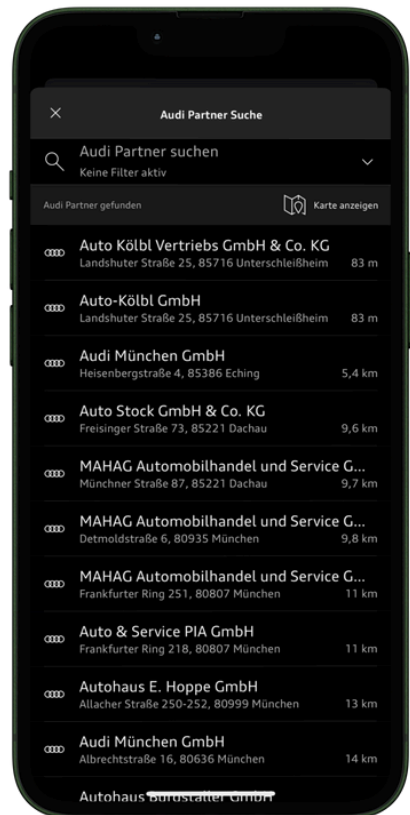 Audi Partner Suche
Audi Partner suchen
Keine Filter aktiv
Audi Partner gefunden
Karte anzeigen
Auto Kölbl Vertriebs GmbH & Co. KG
Landshuter Straße 25, 85716 Unterschleißheim 83 m
Auto-Kölbl GmbH
Landshuter Straße 25, 85716 Unterschleißheim 83 m
Audi München GmbH
Heisenbergstraße 4, 85386 Eching 5,4 km
Auto Stock GmbH & Co. KG
Freisinger Straße 73, 85221 Dachau 9,6 km
MAHAG Automobilhandel und Service G...
Münchner Straße 87, 85221 Dachau 9,7 km
MAHAG Automobilhandel und Service G...
Detmoldstraße 6, 80935 München 9,8 km
MAHAG Automobilhandel und Service G...
Frankfurter Ring 251, 80807 München 11 km
Auto & Service PIA GmbH
Frankfurter Ring 218, 80807 München 11 km
Autohaus E. Hoppe GmbH
Allacher Straße 250-252, 80999 München 13 km
Audi München GmbH
Albrechtstraße 16, 80636 München 14 km
Autohaus Burgstaller GmbH